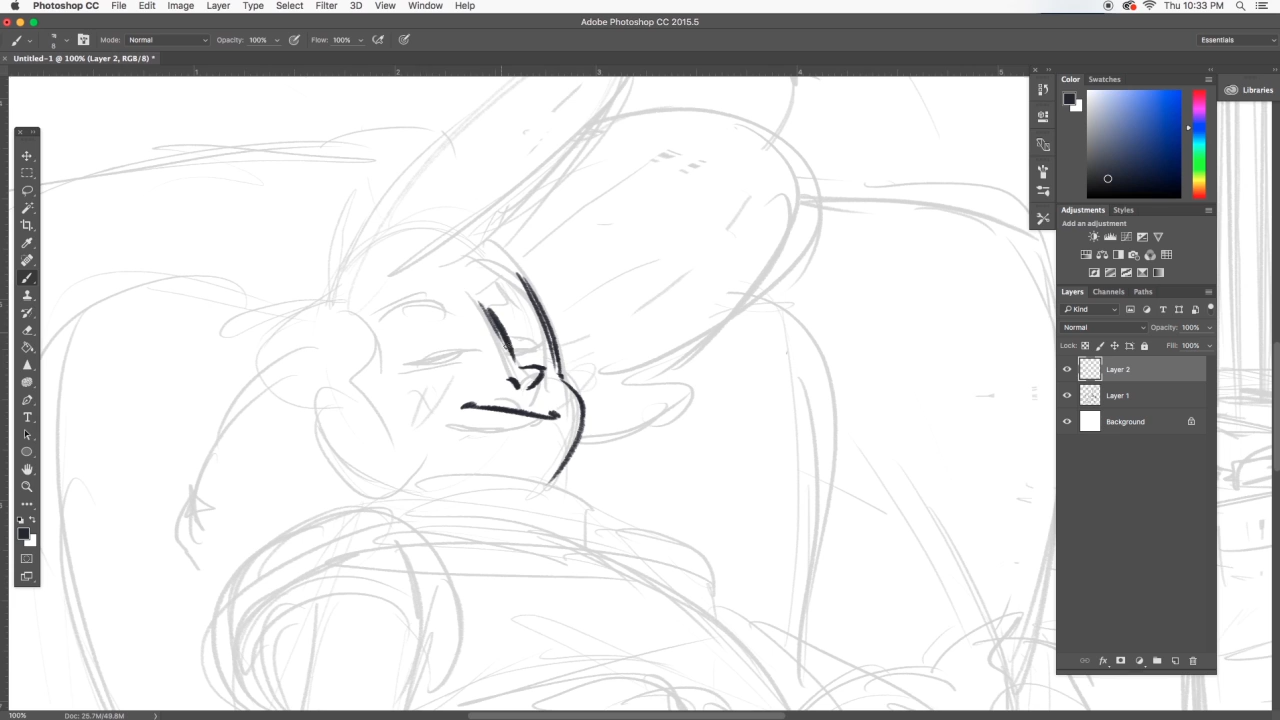 Photoshop CC File Edit Image Layer Type Select Filter 3D View Window Help Thu 10:33 PM
Adobe Photoshop CC 2015.5
8 Mode: Normal Opacity: 100% Flow: 100% Essentials
Untitled-1 @ 100% (Layer 2, RGB/8) *
1 2 3 4 5
Color Swatches
Libraries
Adjustments Styles
Add an adjustment
Layers Channels Paths
Kind
Normal Opacity: 100%
Lock: Fill: 100%
Layer 2
Layer 1
Background
fx
100% Doc: 25.7M/49.8M